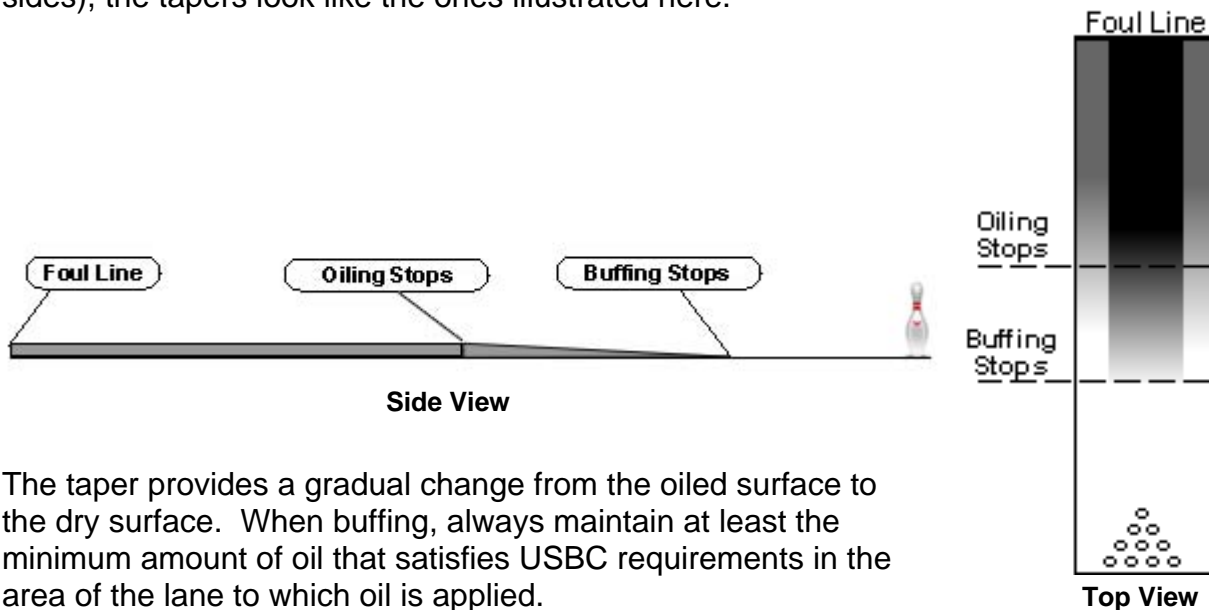 sides), the tapers look like the ones illustrated here.
Foul Line
Oiling
Stops
Buffing
Stops
Top View
Foul Line
Oiling Stops
Buffing Stops
Side View
The taper provides a gradual change from the oiled surface to
the dry surface.  When buffing, always maintain at least the
minimum amount of oil that satisfies USBC requirements in the
area of the lane to which oil is applied.